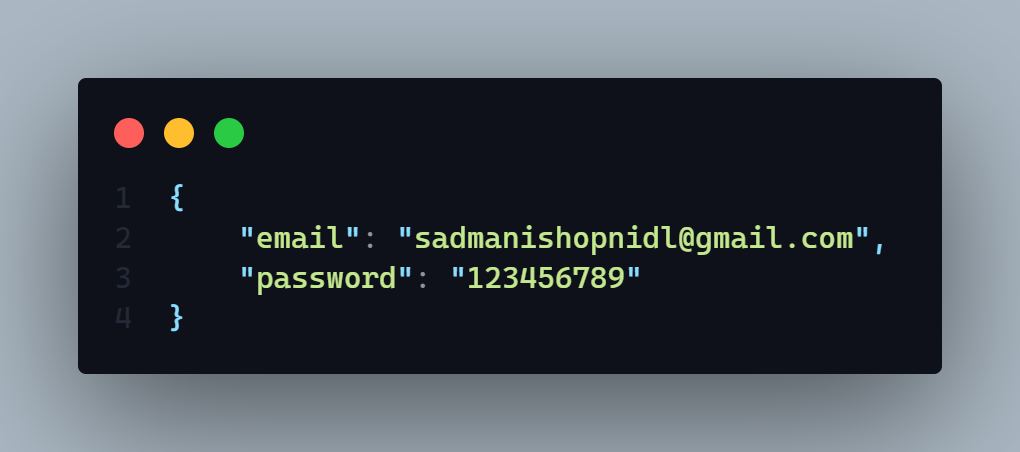 1 {
2 "email": "sadmanishopnidl@gmail.com",
3 "password": "123456789"
4 }